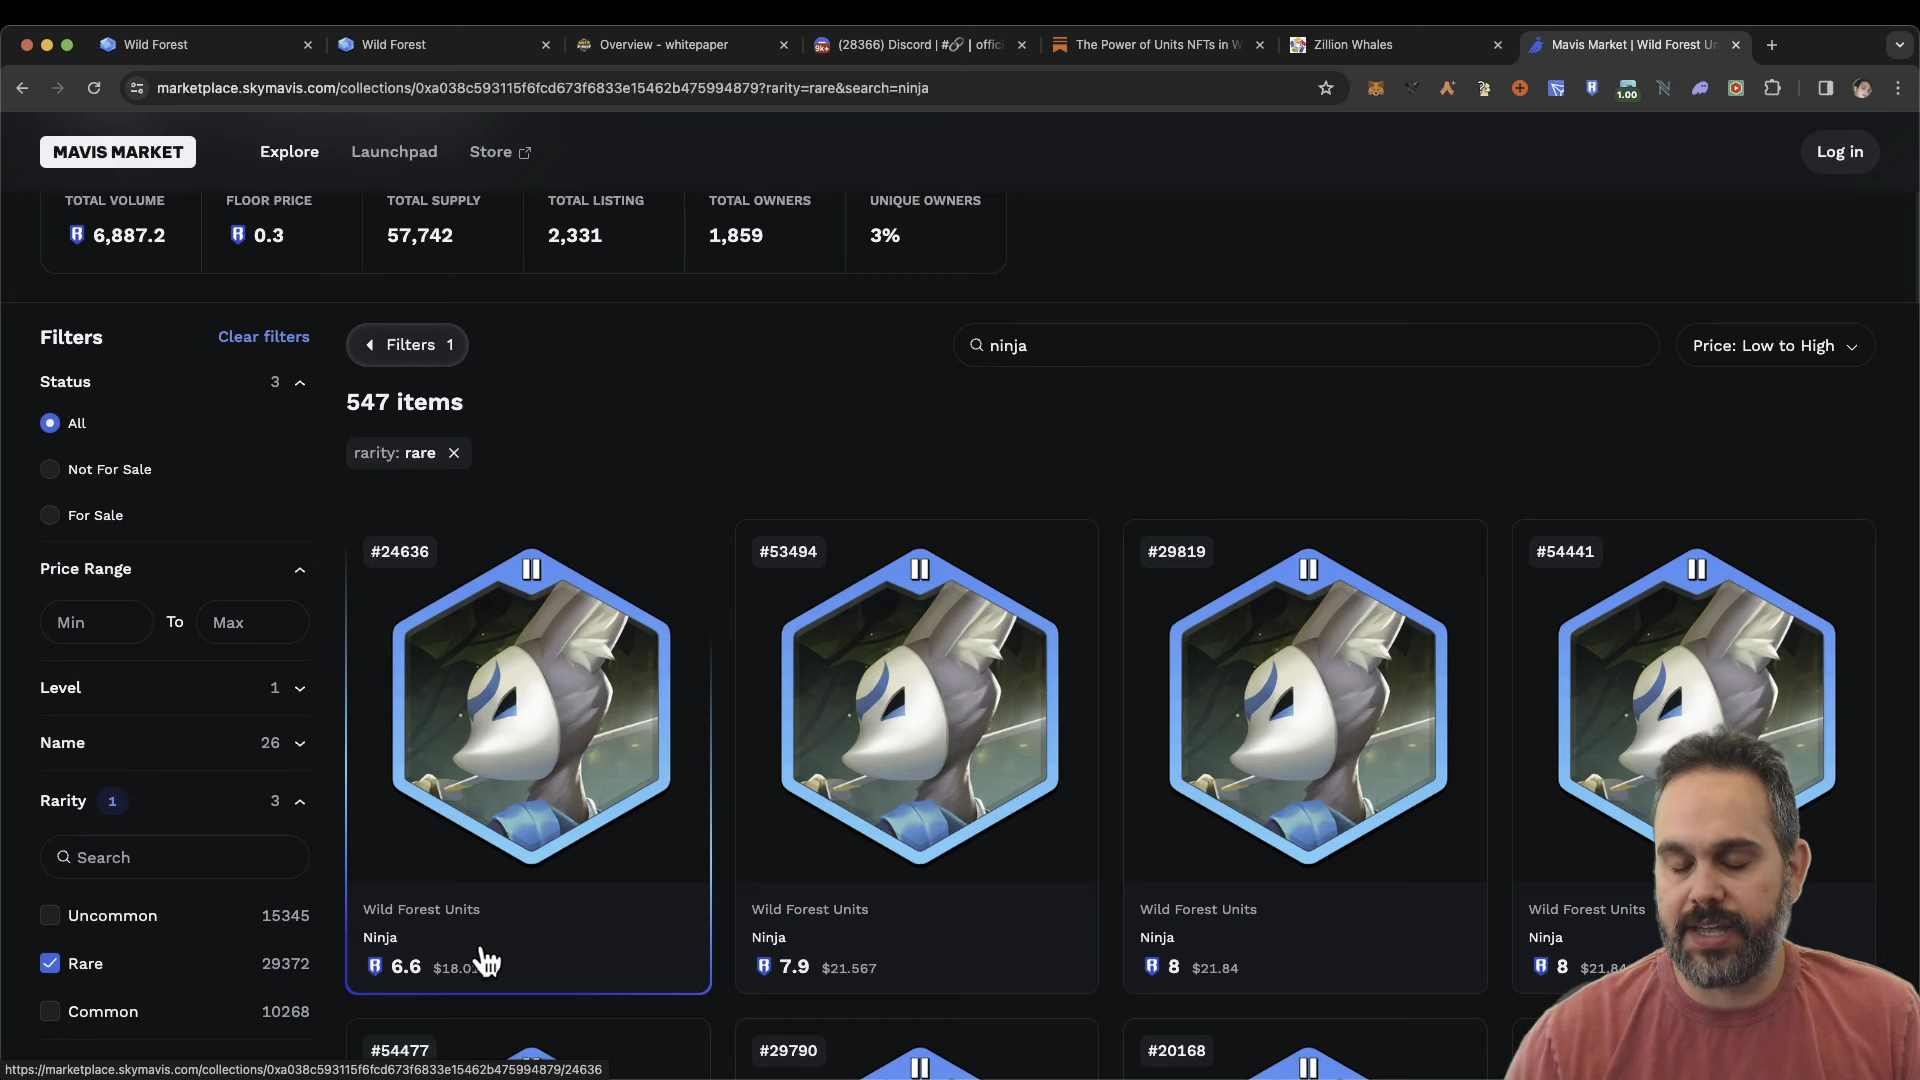 Wild Forest
Wild Forest
Overview - whitepaper
(28366) Discord | #🔗 | offici
The Power of Units NFTs in W
Zillion Whales
Mavis Market | Wild Forest Un
marketplace.skymavis.com/collections/0xa038c593115f6fcd673f6833e15462b475994879?rarity=rare&search=ninja
1.00
MAVIS MARKET
Explore
Launchpad
Store
Log in
TOTAL VOLUME
FLOOR PRICE
TOTAL SUPPLY
TOTAL LISTING
TOTAL OWNERS
UNIQUE OWNERS
6,887.2
0.3
57,742
2,331
1,859
3%
Filters
Clear filters
Filters 1
ninja
Price: Low to High
Status 3
547 items
All
rarity: rare
Not For Sale
For Sale
Price Range
Min To Max
Level 1
Name 26
Rarity 1 3
Search
Uncommon 15345
Rare 29372
Common 10268
#24636
Wild Forest Units
Ninja
6.6
#53494
Wild Forest Units
Ninja
7.9 $21.567
#29819
Wild Forest Units
Ninja
8 $21.84
#54441
Wild Forest Units
Ninja
8
#54477
#29790
#20168
https://marketplace.skymavis.com/collections/0xa038c593115f6fcd673f6833e15462b475994879/24636